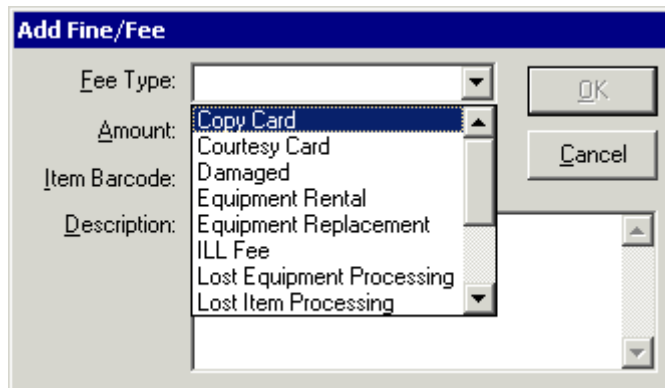 Add Fine/Fee
Fee Type:
OK
Amount:
Copy Card
Courtesy Card
Cancel
Item Barcode:
Damaged
Equipment Rental
Description:
Equipment Replacement
ILL Fee
Lost Equipment Processing
Lost Item Processing